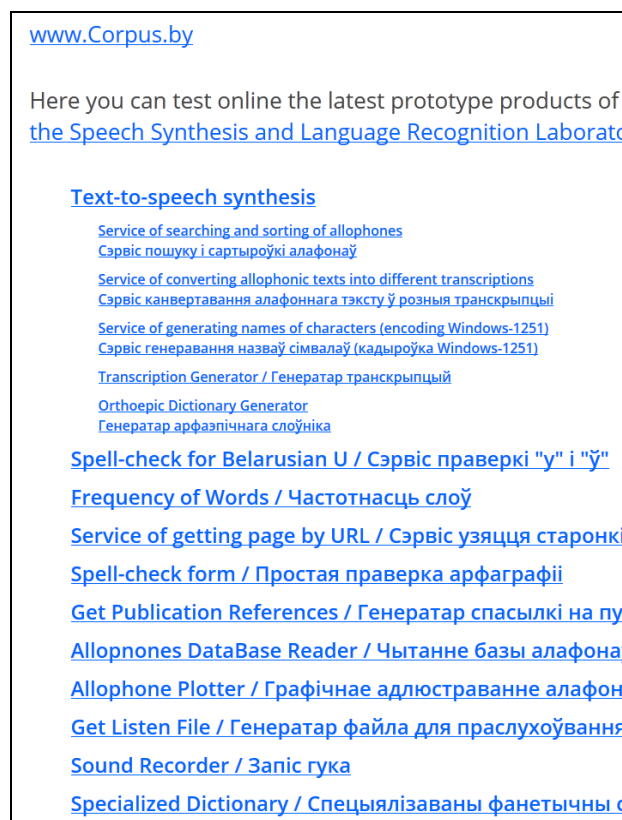 www.Corpus.by
Here you can test online the latest prototype products of
the Speech Synthesis and Language Recognition
Text-to-speech synthesis
Service of searching and sorting of allophones
Сэрвіс пошуку і сартыроўкі алафонаў
Service of converting allophonic texts into different transcriptions
Сэрвіс канвертавання алафоннага тэксту ў розныя транскрыпцыі
Service of generating names of characters (encoding Windows-1251)
Сэрвіс генеравання назваў сімвалаў (кадыроўка Windows-1251)
Transcription Generator / Генератар транскрыпцый
Orthoepic Dictionary Generator
Генератар арфаэпічнага слоўніка
Spell-check for Belarusian U / Сэрвіс праверкі "у" і "ў"
Frequency of Words / Частотнасць слоў
Service of getting page by URL / Сэрвіс узяцця старонкі
Spell-check form / Простая праверка арфаграфіі
Get Publication References / Генератар спасылкі на
Allopnones DataBase Reader / Чытанне базы
Allophone Plotter / Графічнае адлюстраванне
Get Listen File / Генератар файла для праслухоўвання
Sound Recorder / Запіс гука
Specialized Dictionary / Спецыялізаваны фанетычны